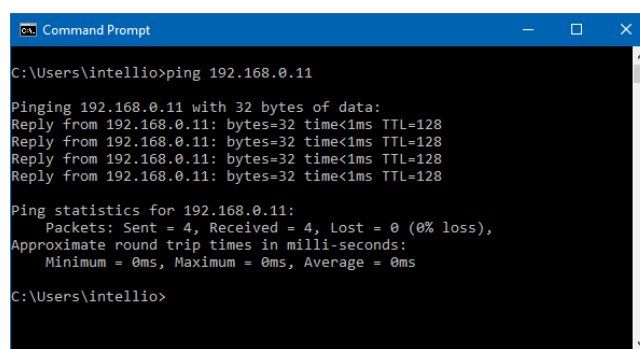 Command Prompt
C:\Users\intellio>ping 192.168.0.11
Pinging 192.168.0.11 with 32 bytes of data:
Reply from 192.168.0.11: bytes=32 time<1ms TTL=128
Reply from 192.168.0.11: bytes=32 time<1ms TTL=128
Reply from 192.168.0.11: bytes=32 time<1ms TTL=128
Reply from 192.168.0.11: bytes=32 time<1ms TTL=128
Ping statistics for 192.168.0.11:
    Packets: Sent = 4, Received = 4, Lost = 0 (0% loss),
Approximate round trip times in milli-seconds:
    Minimum = 0ms, Maximum = 0ms, Average = 0ms
C:\Users\intellio>